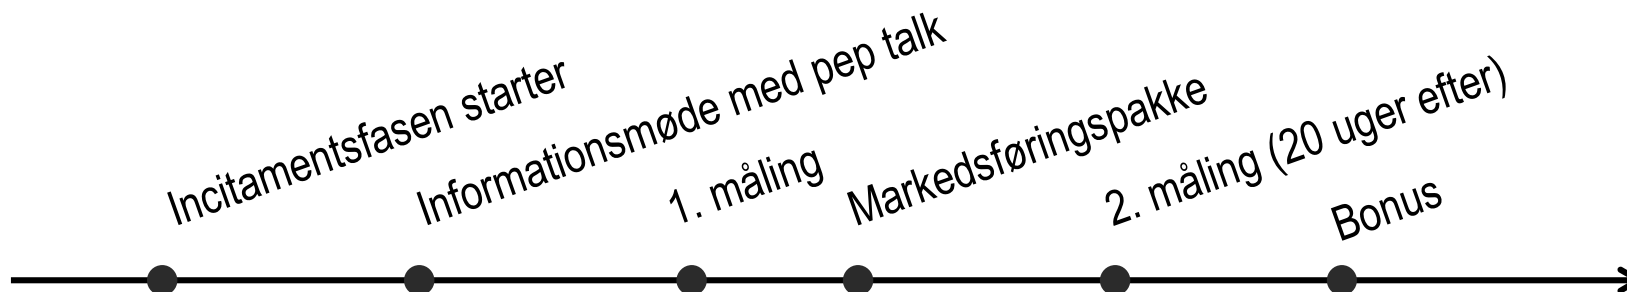 Incitamentsfasen starter
Informationsmøde med pep talk
1. måling
Markedsføringspakke
2. måling (20 uger efter)
Bonus